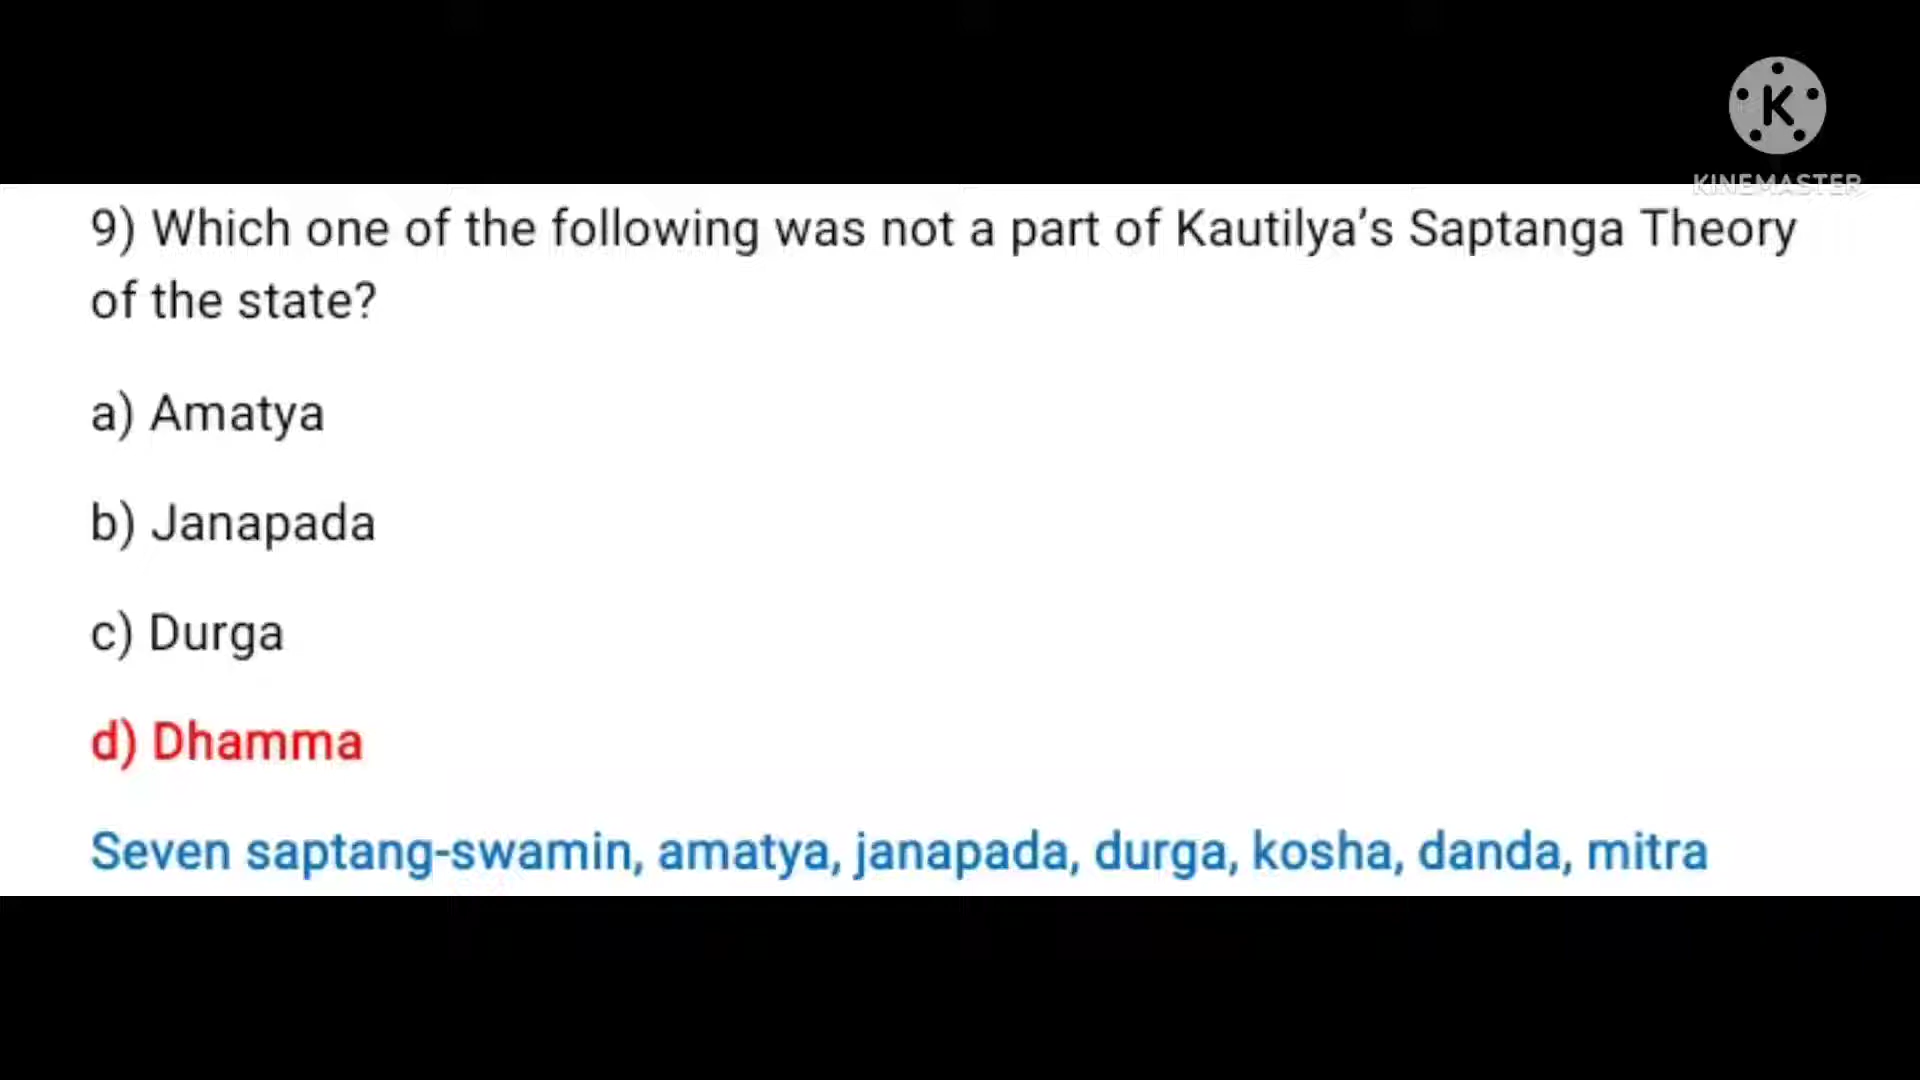 K
KINEMASTER
9) Which one of the following was not a part of Kautilya’s Saptanga Theory
of the state?
a) Amatya
b) Janapada
c) Durga
d) Dhamma
Seven saptang-swamin, amatya, janapada, durga, kosha, danda, mitra